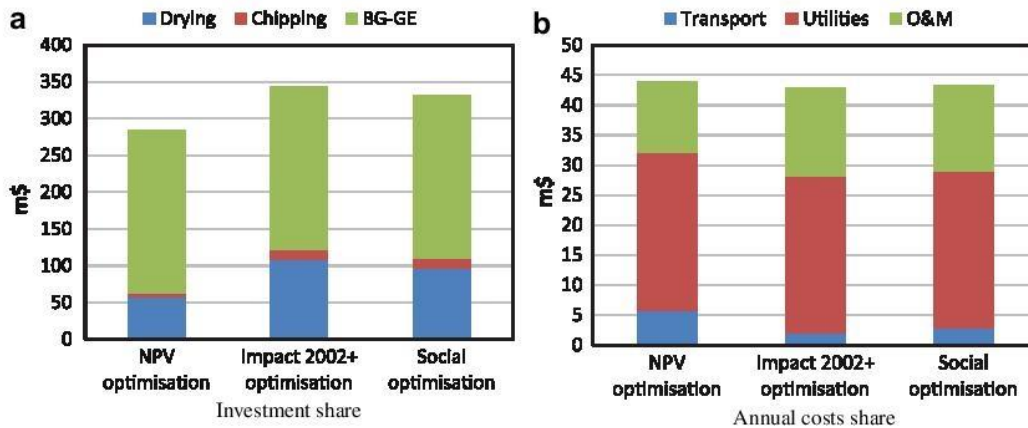 a
Drying Chipping BG-GE
400
350
300
250
200
150
100
50
0
m$
NPV optimisation
Impact 2002+ optimisation
Social optimisation
Investment share
b
Transport Utilities O&M
50
45
40
35
30
25
20
15
10
5
0
m$
NPV optimisation
Impact 2002+ optimisation
Social optimisation
Annual costs share